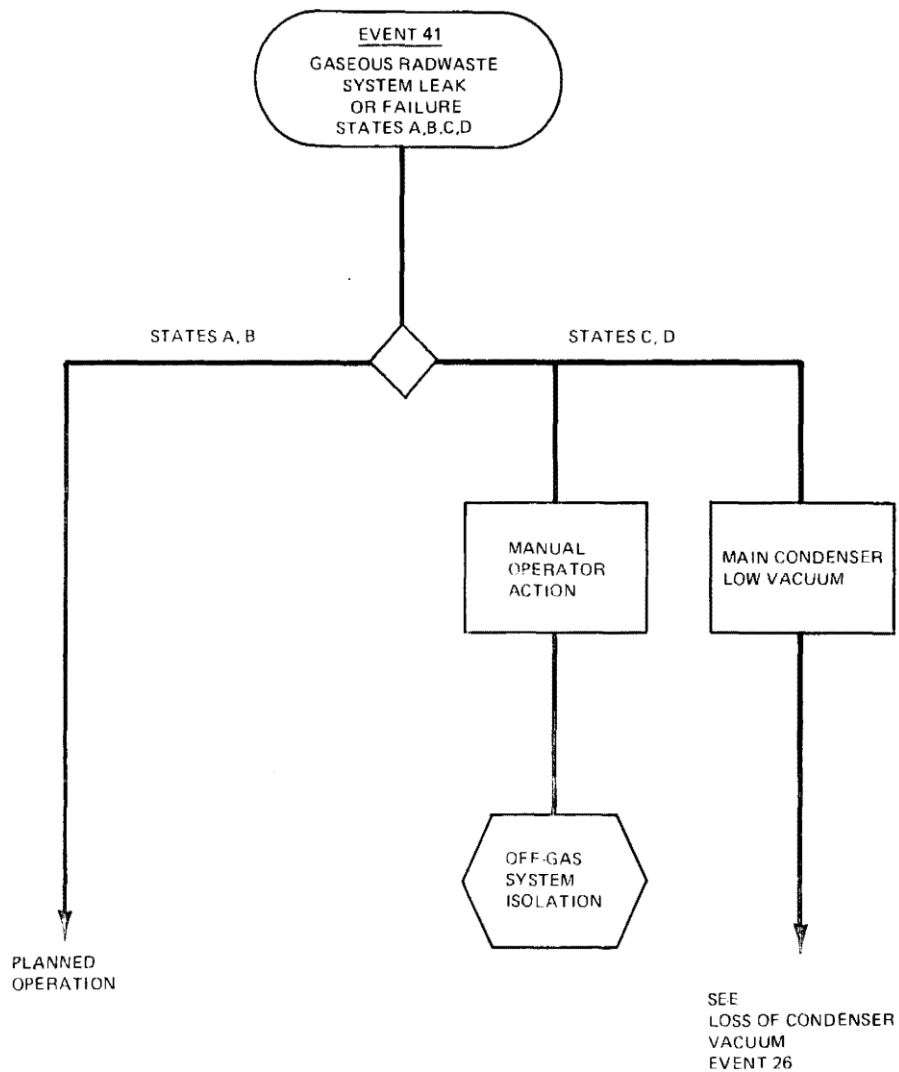 EVENT 41
GASEOUS RADWASTE
SYSTEM LEAK
OR FAILURE
STATES A,B,C,D
STATES A, B
STATES C, D
MANUAL
OPERATOR
ACTION
MAIN CONDENSER
LOW VACUUM
OFF-GAS
SYSTEM
ISOLATION
PLANNED
OPERATION
SEE
LOSS OF CONDENSER
VACUUM
EVENT 26